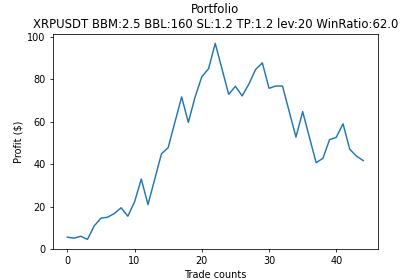 Portfolio
XRPUSDT BBM:2.5 BBL:160 SL:1.2 TP:1.2 lev:20 WinRatio:62.0
100
80
60
40
20
0
Profit ($)
0 10 20 30 40
Trade counts